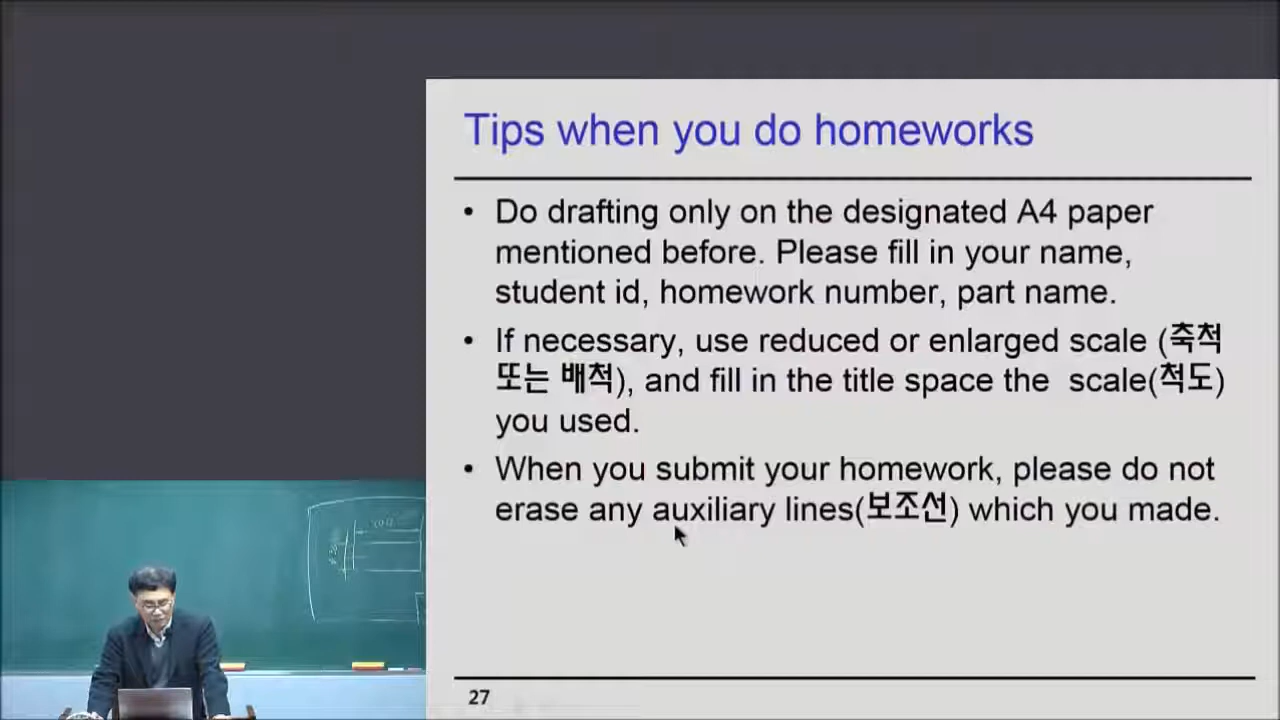 Tips when you do homeworks
• Do drafting only on the designated A4 paper
mentioned before. Please fill in your name,
student id, homework number, part name.
• If necessary, use reduced or enlarged scale (축척
또는 배척), and fill in the title space the scale(척도)
you used.
• When you submit your homework, please do not
erase any auxiliary lines(보조선) which you made.
27